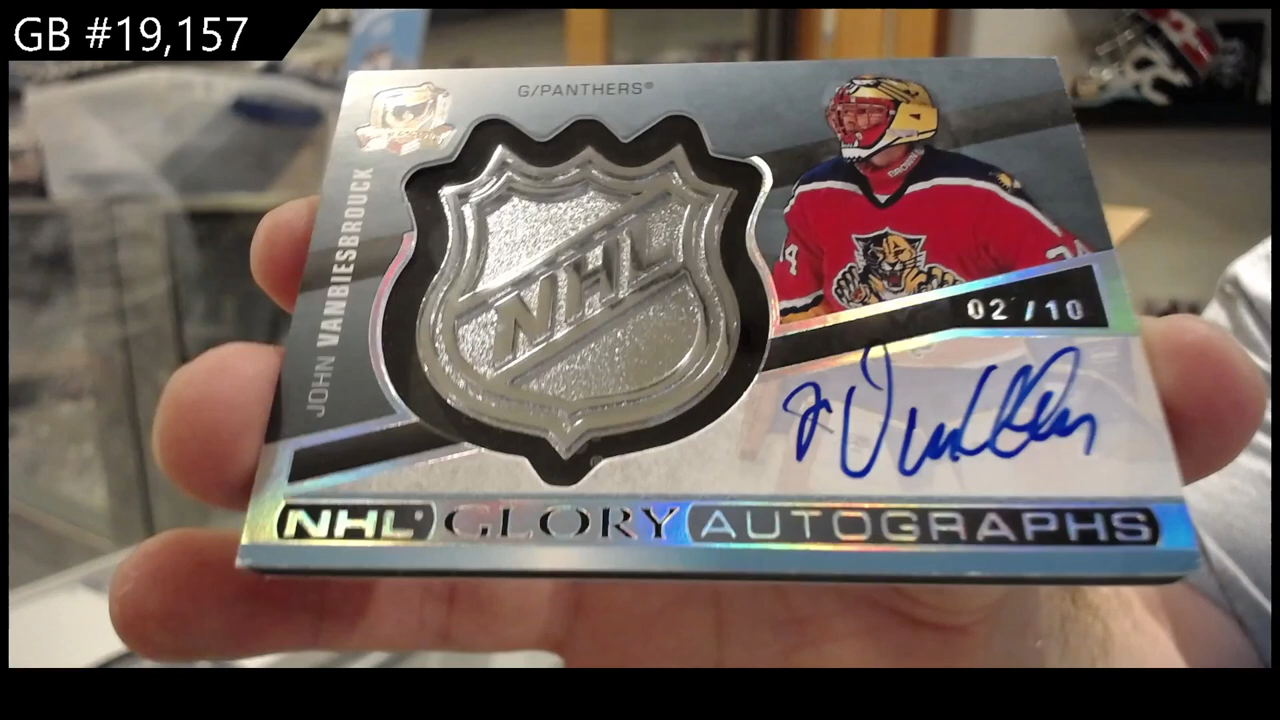 GB #19,157
G/PANTHERS®
JOHN VANBIESBROUCK
NHL
02/10
NHL® GLORY AUTOGRAPHS